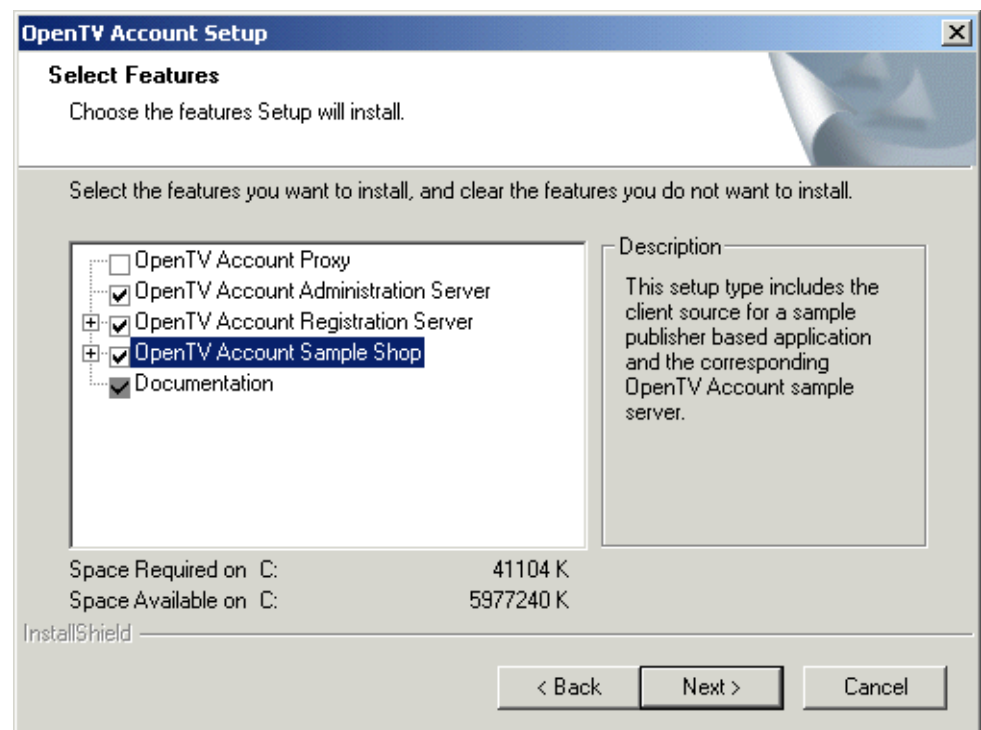 OpenTV Account Setup
Select Features
Choose the features Setup will install.
Select the features you want to install, and clear the features you do not want to install.
OpenTV Account Proxy
OpenTV Account Administration Server
OpenTV Account Registration Server
OpenTV Account Sample Shop
Documentation
Description
This setup type includes the
client source for a sample
publisher based application
and the corresponding
OpenTV Account sample
server.
Space Required on C: 41104 K
Space Available on C: 5977240 K
InstallShield
< Back Next > Cancel